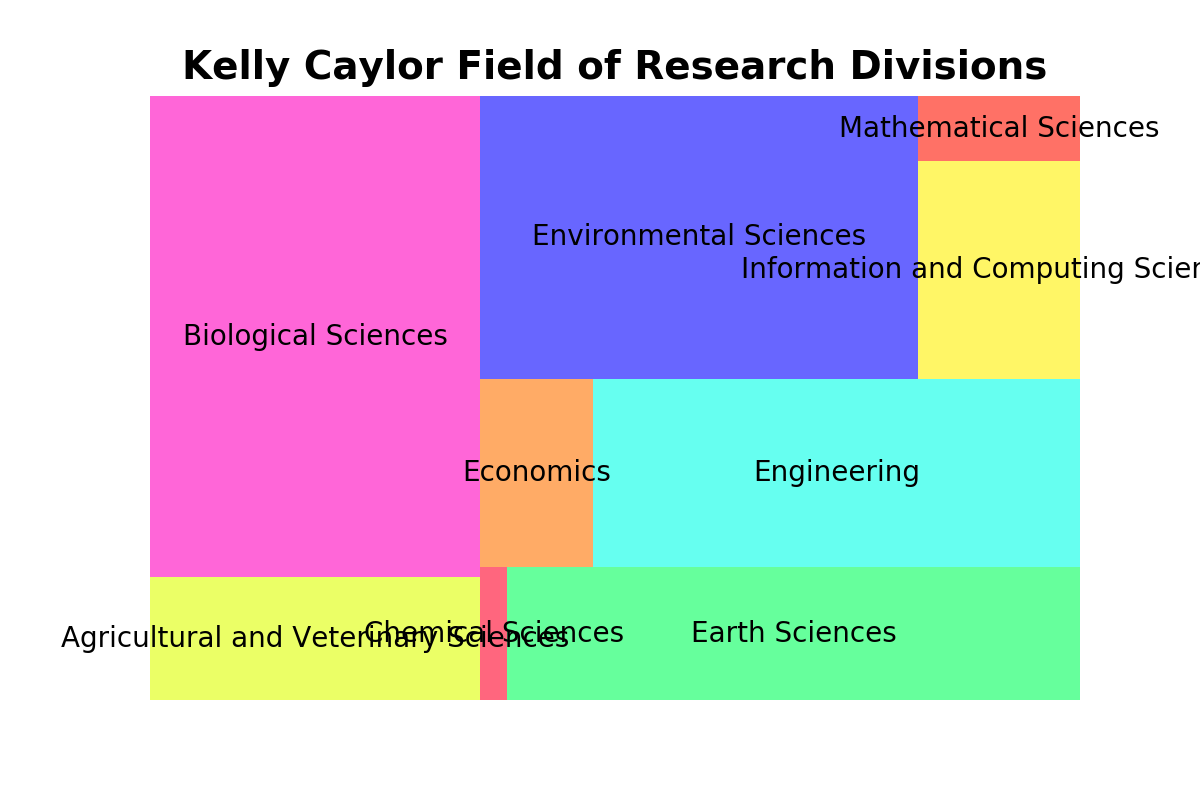 Kelly Caylor Field of Research Divisions
Mathematical Sciences
Environmental Sciences
Information and Computing
Biological Sciences
Economics
Engineering
Agricultural and Veterinary Sciences
Chemical Sciences
Earth Sciences